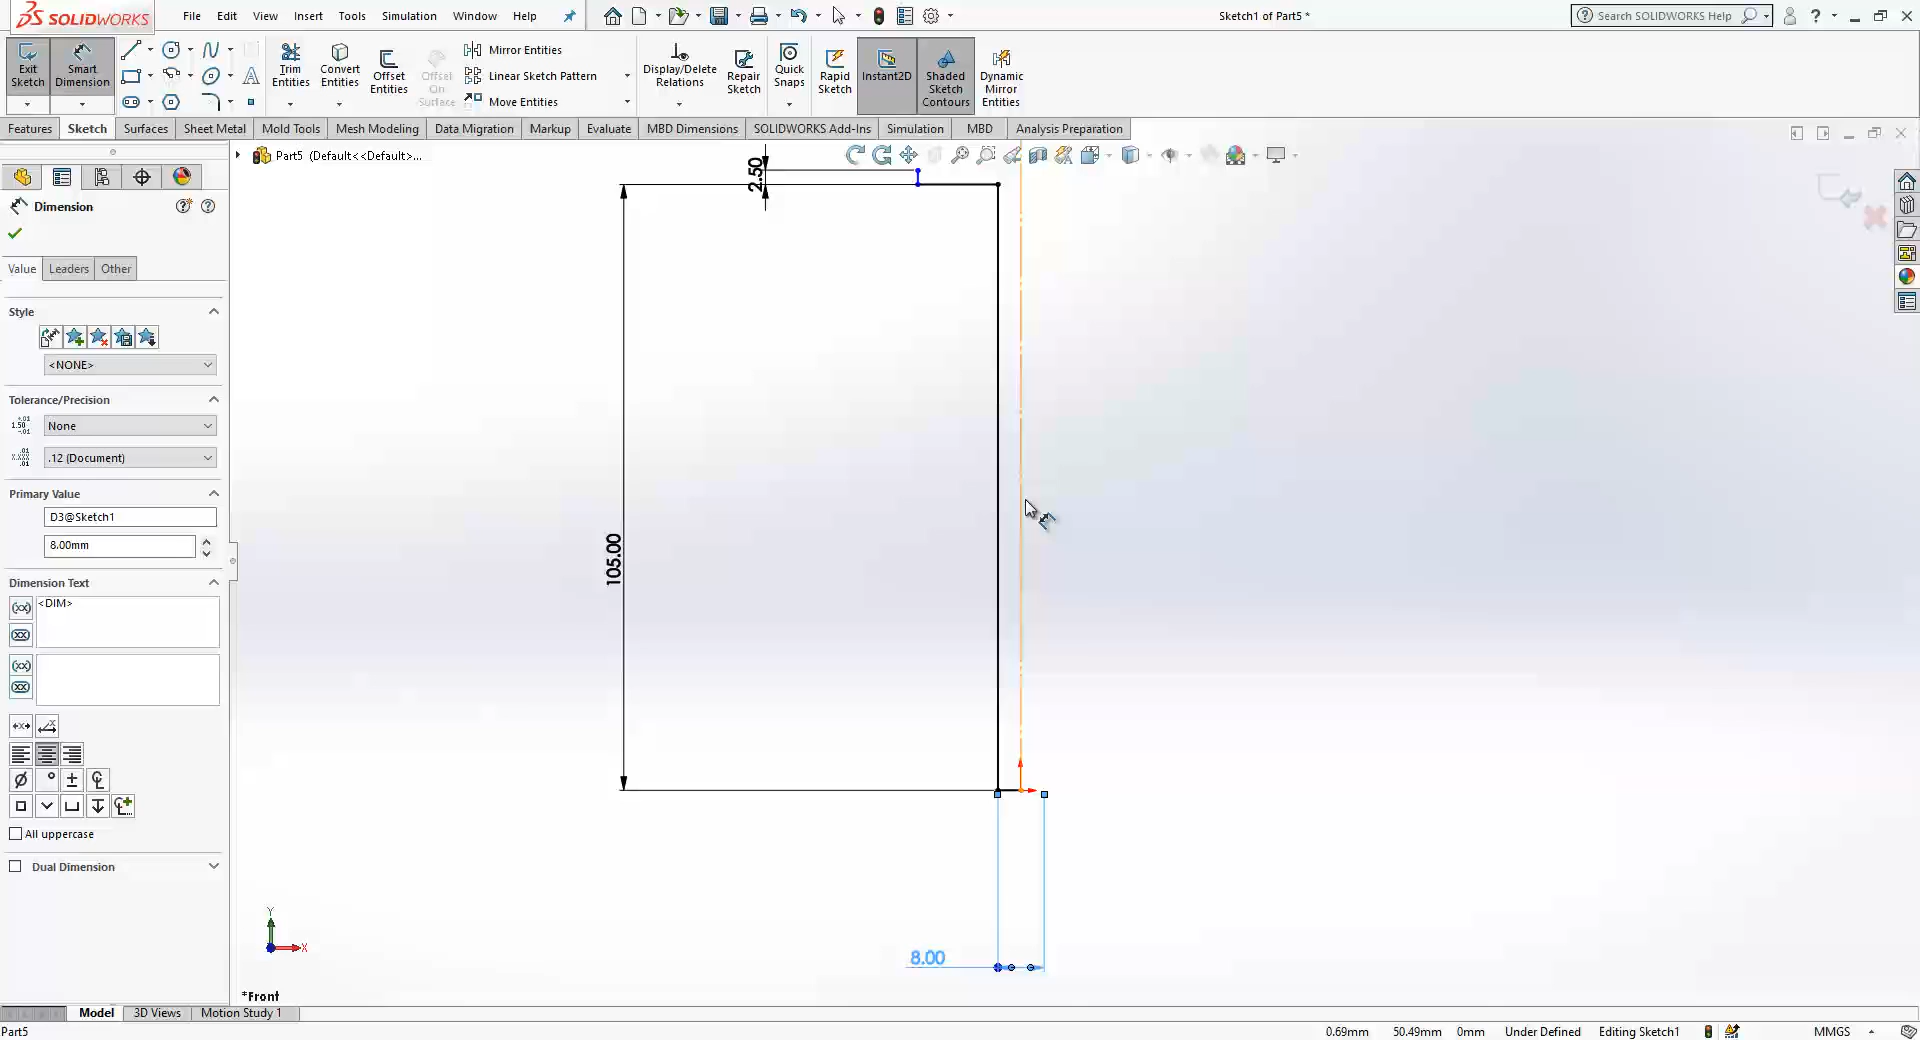 SOLIDWORKS
File Edit View Insert Tools Simulation Window Help
Sketch1 of Part5 *
Search SOLIDWORKS Help
Exit Sketch
Smart Dimension
Trim Entities
Convert Entities
Offset Entities
Offset On Surface
Mirror Entities
Linear Sketch Pattern
Move Entities
Display/Delete Relations
Repair Sketch
Quick Snaps
Rapid Sketch
Instant2D
Shaded Sketch Contours
Dynamic Mirror Entities
Features Sketch Surfaces Sheet Metal Mold Tools Mesh Modeling Data Migration Markup Evaluate MBD Dimensions SOLIDWORKS Add-Ins Simulation MBD Analysis Preparation
Part5 (Default<<Default>...
Dimension
Value Leaders Other
Style
<NONE>
Tolerance/Precision
None
.12 (Document)
Primary Value
D3@Sketch1
8.00mm
Dimension Text
<DIM>
All uppercase
Dual Dimension
2.50
105.00
8.00
Y
X
*Front
Model 3D Views Motion Study 1
Part5
0.69mm 50.49mm 0mm Under Defined Editing Sketch1 MMGS